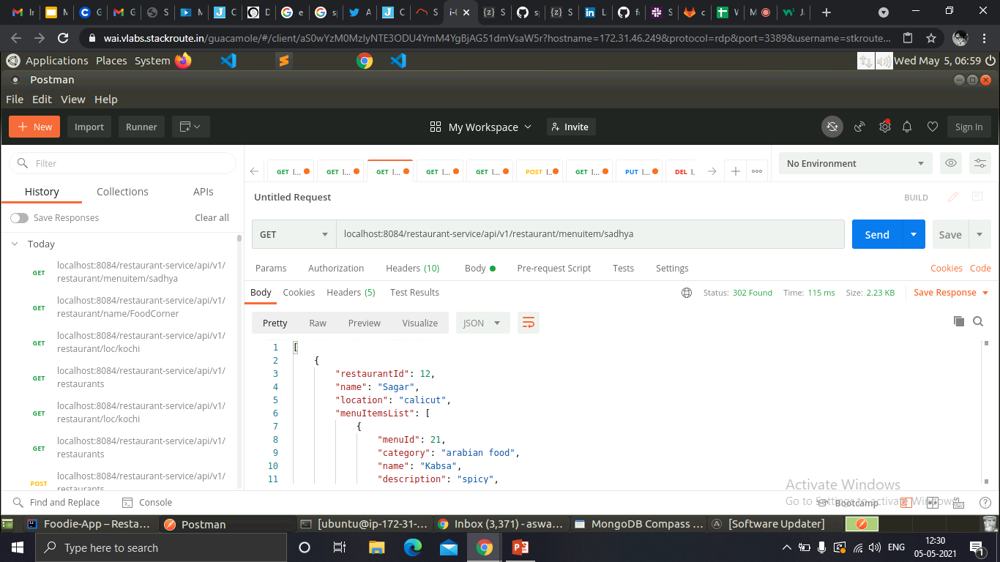 In
M
C
G
M G
S
Restaur
M
C
D
e
sp
A
C
S
i-0
S
sp
S
Li
fo
S
c
W
M
Ja
wai.vlabs.stackroute.in/guacamole/#/client/
?hostname=172.31.46.249&protocol=rdp&port=3389&username=stkroute...
Applications Places System
Wed May 5, 06:59
Postman
File Edit View Help
New Import Runner My Workspace Invite Sign In
Filter
GET l... GET l... GET l... GET l... GET l... POST l... GET l... PUT l... DEL l.
No Environment
History Collections APIs
Untitled Request
BUILD
Save Responses Clear all
GET localhost:8084/restaurant-service/api/v1/restaurant/menuitem/sadhya Send Save
Today
GET localhost:8084/restaurant-service/api/v1/
restaurant/menuitem/sadhya
GET localhost:8084/restaurant-service/api/v1/
restaurant/name/FoodCorner
GET localhost:8084/restaurant-service/api/v1/
restaurant/loc/kochi
GET localhost:8084/restaurant-service/api/v1/
restaurants
GET localhost:8084/restaurant-service/api/v1/
restaurant/loc/kochi
GET localhost:8084/restaurant-service/api/v1/
restaurants
POST localhost:8084/restaurant-service/api/v1/
restaurants
Params Authorization Headers (10) Body Pre-request Script Tests Settings Cookies Code
Body Cookies Headers (5) Test Results Status: 302 Found Time: 115 ms Size: 2.23 KB Save Response
Pretty Raw Preview Visualize JSON
1 [
2 {
3 "restaurantId": 12,
4 "name": "Sagar",
5 "location": "calicut",
6 "menuItemsList": [
7 {
8 "menuId": 21,
9 "category": "arabian food",
10 "name": "Kabsa",
11 "description": "spicy",
Activate Windows
Go to Settings to activate Windows.
Find and Replace Console Bootcamp
Foodie-App – Resta... Postman [ubuntu@ip-172-31-... Inbox (3,371) - aswa... MongoDB Compass ... [Software Updater]
Type here to search
ENG
12:30
05-05-2021
1